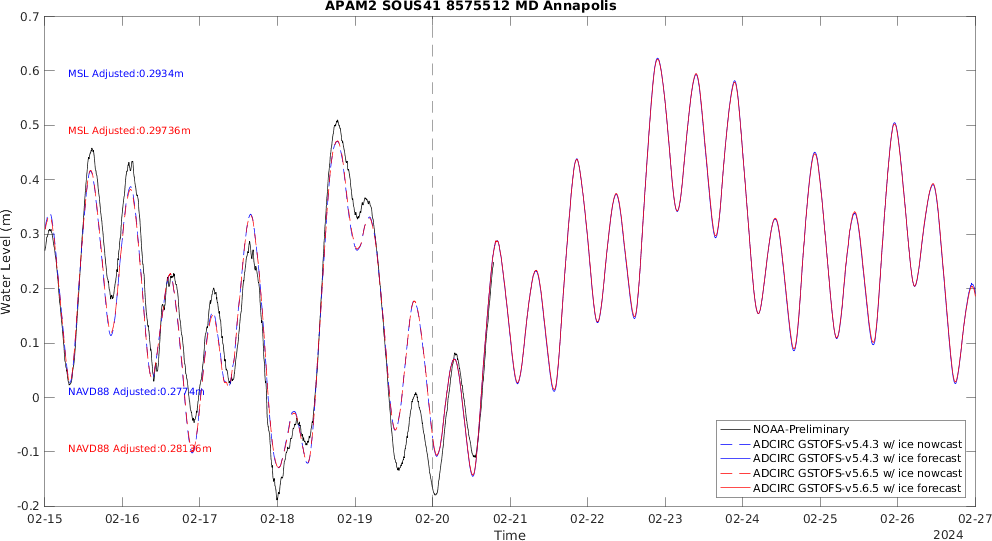 APAM2 SOUS41 8575512 MD Annapolis
0.7
0.6
0.5
0.4
0.3
0.2
0.1
0
-0.1
-0.2
Water Level (m)
MSL Adjusted:0.2934m
MSL Adjusted:0.29736m
NAVD88 Adjusted:0.2774m
NAVD88 Adjusted:0.28136m
NOAA-Preliminary
ADCIRC GSTOFS-v5.4.3 w/ ice nowcast
ADCIRC GSTOFS-v5.4.3 w/ ice forecast
ADCIRC GSTOFS-v5.6.5 w/ ice nowcast
ADCIRC GSTOFS-v5.6.5 w/ ice forecast
02-15 02-16 02-17 02-18 02-19 02-20 02-21 02-22 02-23 02-24 02-25 02-26 02-27
Time
2024